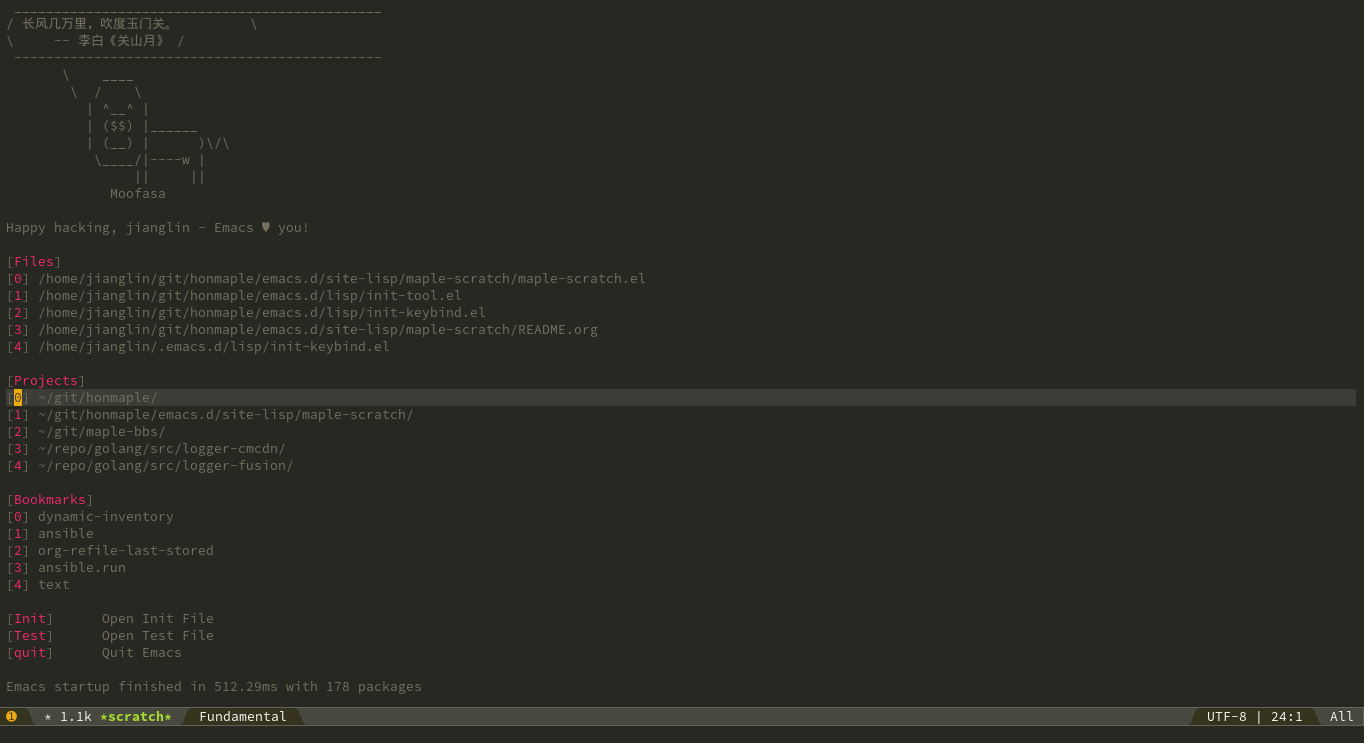 ______________________________________________
/ 长风几万里，吹度玉门关。          \
\     -- 李白《关山月》 /
 ----------------------------------------------
       \    ____
        \  /    \
          | ^__^ |
          | ($$) |______
          | (__) |      )\/\
           \____/|----w |
                ||     ||
             Moofasa
Happy hacking, jianglin - Emacs ♥ you!
[Files]
[0] /home/jianglin/git/honmaple/emacs.d/site-lisp/maple-scratch/maple-scratch.el
[1] /home/jianglin/git/honmaple/emacs.d/lisp/init-tool.el
[2] /home/jianglin/git/honmaple/emacs.d/lisp/init-keybind.el
[3] /home/jianglin/git/honmaple/emacs.d/site-lisp/maple-scratch/README.org
[4] /home/jianglin/.emacs.d/lisp/init-keybind.el
[Projects]
[0] ~/git/honmaple/
[1] ~/git/honmaple/emacs.d/site-lisp/maple-scratch/
[2] ~/git/maple-bbs/
[3] ~/repo/golang/src/logger-cmcdn/
[4] ~/repo/golang/src/logger-fusion/
[Bookmarks]
[0] dynamic-inventory
[1] ansible
[2] org-refile-last-stored
[3] ansible.run
[4] text
[Init]      Open Init File
[Test]      Open Test File
[quit]      Quit Emacs
Emacs startup finished in 512.29ms with 178 packages
❶ * 1.1k *scratch* Fundamental UTF-8 | 24:1 All